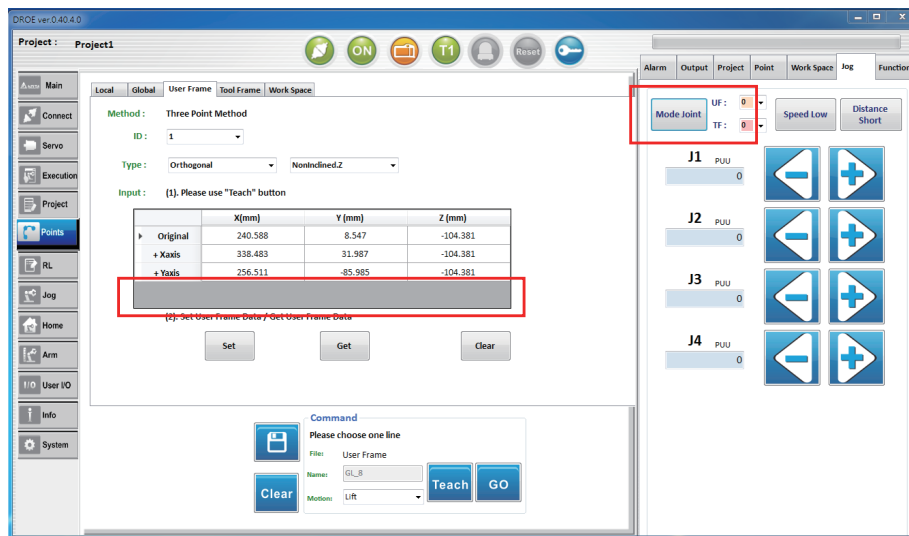 DROE ver.0.40.4.0
Project : Project1
ON
T1
Reset
Alarm Output Project Point Work Space Jog Function
Main
Connect
Servo
Execution
Project
Points
RL
Jog
Home
Arm
I/O User I/O
Info
System
Local Global User Frame Tool Frame Work Space
Method : Three Point Method
ID : 1
Type : Orthogonal NonInclined.Z
Input : (1). Please use "Teach" button
X(mm) Y (mm) Z (mm)
Original 240.588 8.547 -104.381
+ Xaxis 338.483 31.987 -104.381
+ Yaxis 256.511 -85.985 -104.381
(2). Set User Frame Data / Get User Frame Data
Set Get Clear
Command
Please choose one line
File: User Frame
Name: GL_8
Motion: Lift
Clear
Teach GO
Mode Joint
UF : 0
TF : 0
Speed Low
Distance Short
J1 PUU
0
J2 PUU
0
J3 PUU
0
J4 PUU
0